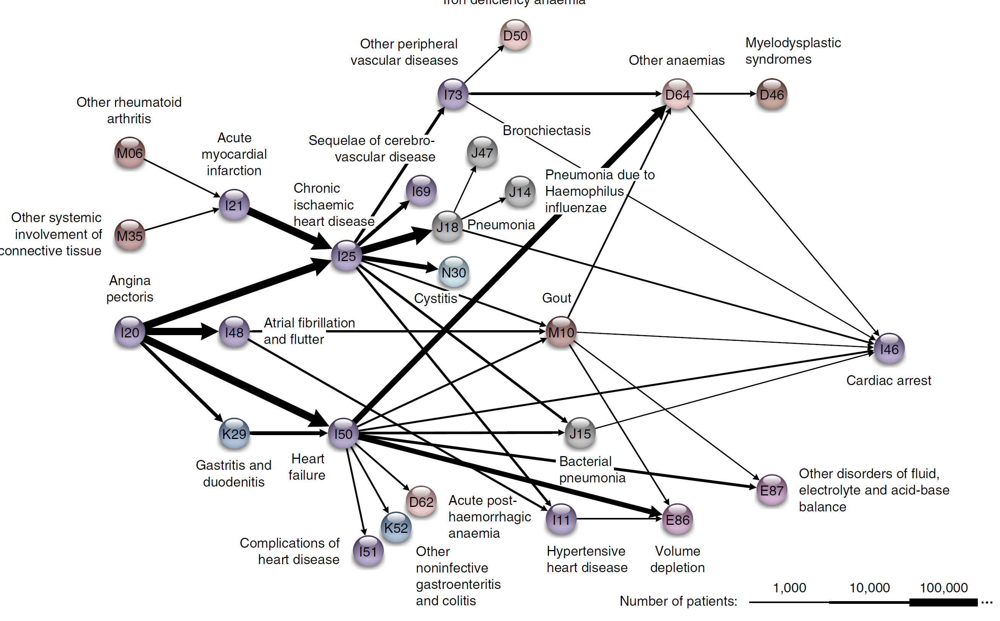 Iron deficiency anaemia
D50
Other peripheral
vascular diseases
Myelodysplastic
syndromes
Other anaemias
I73
D64
D46
Other rheumatoid
arthritis
Bronchiectasis
Acute
myocardial
infarction
Sequelae of cerebro-
vascular disease
M06
J47
Pneumonia due to
Haemophilus
influenzae
Chronic
ischaemic
heart disease
I69
J14
I21
Other systemic
involvement of
connective tissue
M35
J18
Pneumonia
I25
N30
Angina
pectoris
Cystitis
Gout
I20
I48
Atrial fibrillation
and flutter
M10
I46
Cardiac arrest
K29
I50
J15
Gastritis and
duodenitis
Heart
failure
Bacterial
pneumonia
E87
Other disorders of fluid,
electrolyte and acid-base
balance
D62
Acute post-
haemorrhagic
anaemia
K52
I11
E86
I51
Complications of
heart disease
Other
noninfective
gastroenteritis
and colitis
Hypertensive
heart disease
Volume
depletion
1,000 10,000 100,000
Number of patients: ...